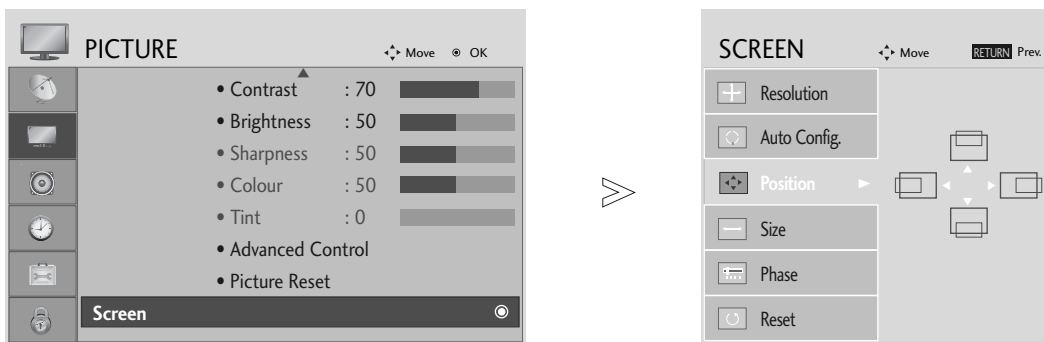 PICTURE Move OK
• Contrast : 70
• Brightness : 50
• Sharpness : 50
• Colour : 50
• Tint : 0
• Advanced Control
• Picture Reset
Screen
SCREEN Move RETURN Prev.
Resolution
Auto Config.
Position
Size
Phase
Reset